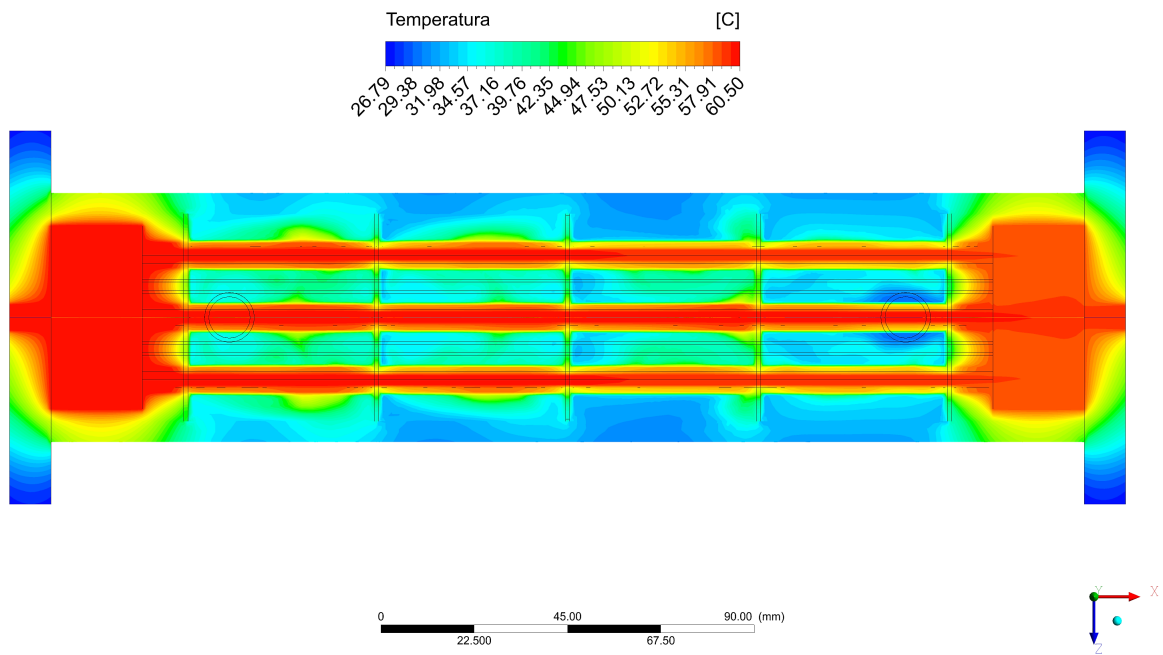 Temperatura [C]
26.79 29.38 31.98 34.57 37.16 39.76 42.35 44.94 47.53 50.13 52.72 55.31 57.91 60.50
0 45.00 90.00 (mm)
22.500 67.50
Y
X
Z